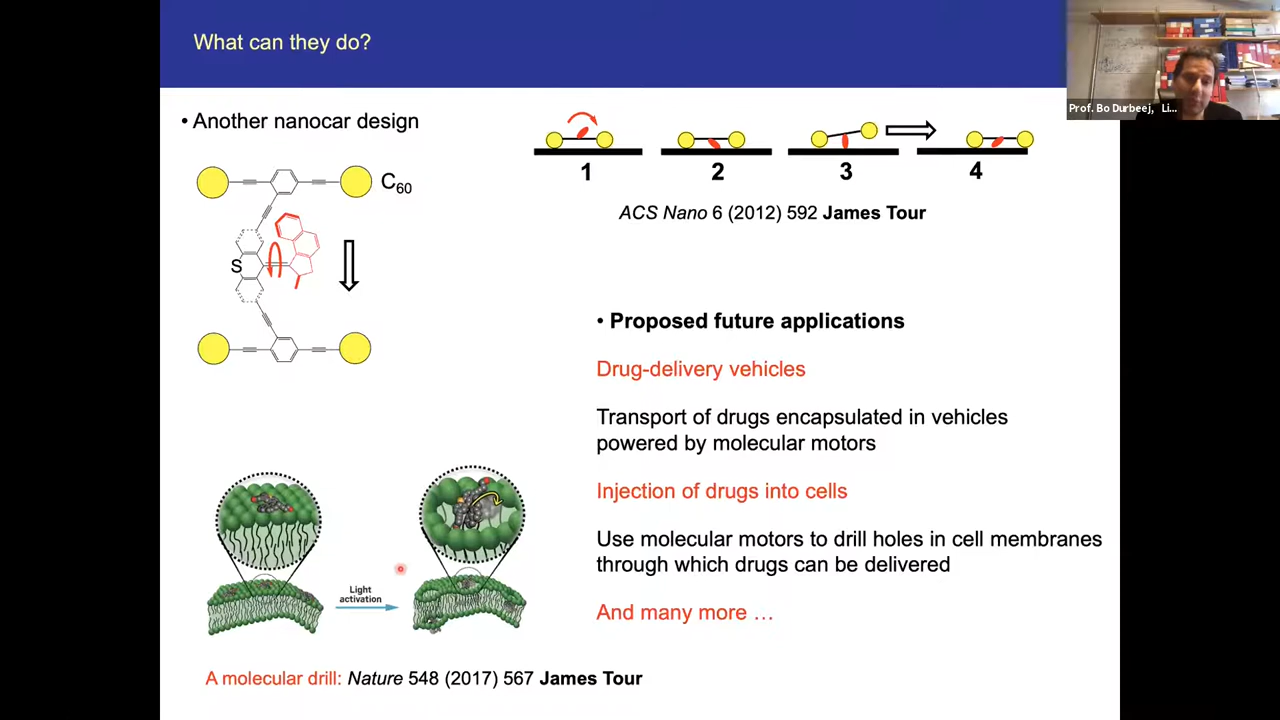 What can they do?
Prof. Bo Durbeej, Li...
• Another nanocar design
C60
S
1 2 3 4
ACS Nano 6 (2012) 592 James Tour
• Proposed future applications
Drug-delivery vehicles
Transport of drugs encapsulated in vehicles
powered by molecular motors
Injection of drugs into cells
Use molecular motors to drill holes in cell membranes
through which drugs can be delivered
And many more …
Light
activation
A molecular drill: Nature 548 (2017) 567 James Tour